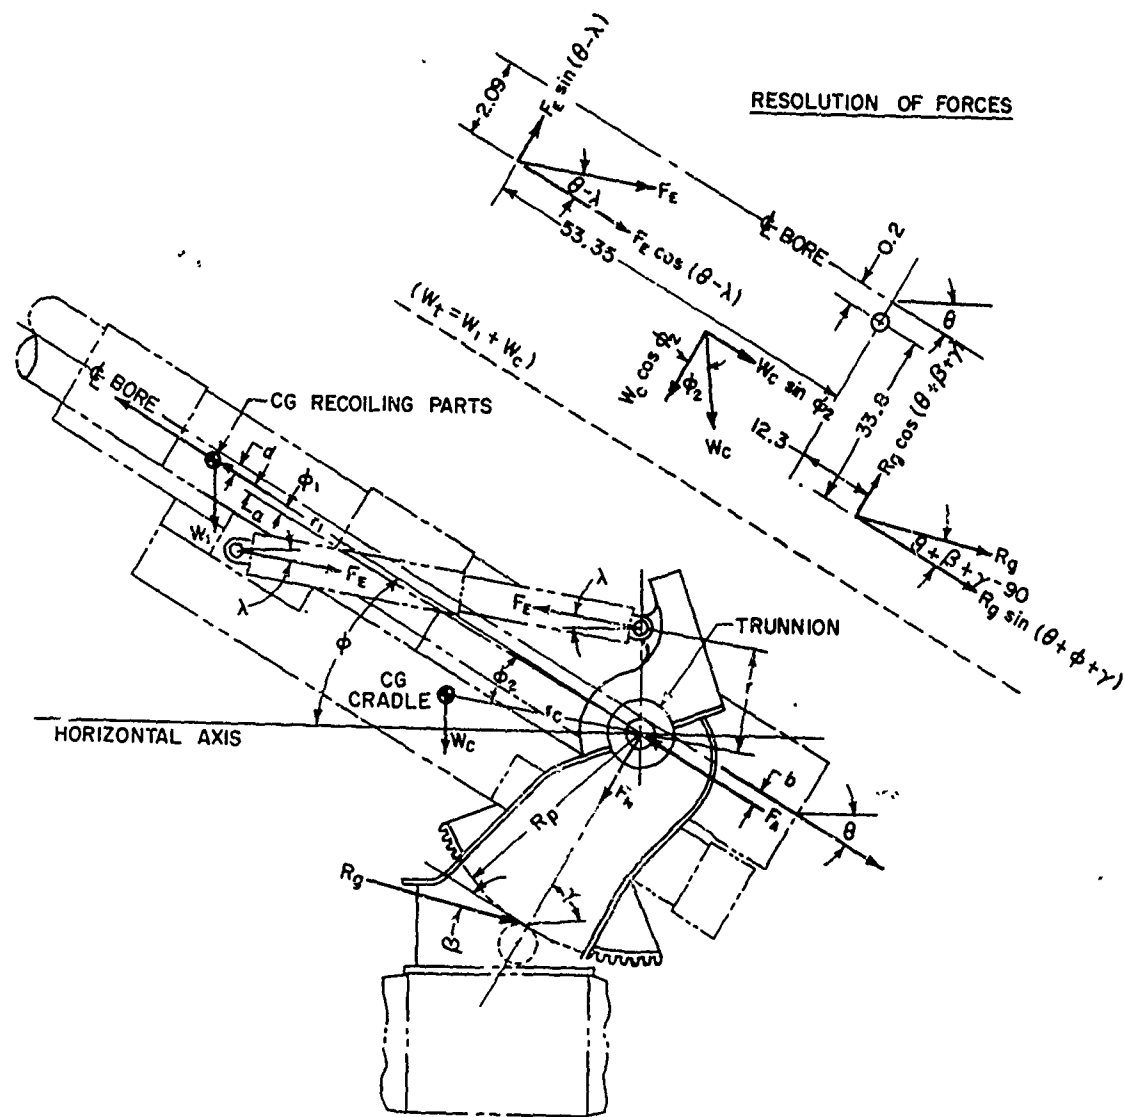 RESOLUTION OF FORCES
2.09
F_E sin (θ-λ)
θ-λ
F_E
53.35
F_E cos (θ-λ)
℄ BORE
0.2
θ
(W_t = W_1 + W_c)
W_c cos ϕ_2
ϕ_2
W_c sin ϕ_2
W_c
12.3
33.8
R_g cos (θ+β+γ)
R_g
θ+β+γ-90
R_g sin (θ+ϕ+γ)
℄ BORE
CG RECOILING PARTS
d
ϕ_1
a
r_1
W_1
F_E
λ
F_E
λ
TRUNNION
ϕ
ϕ_2
CG
CRADLE
r_c
r
HORIZONTAL AXIS
W_c
b
F_A
θ
F_N
R_p
R_g
β
γ